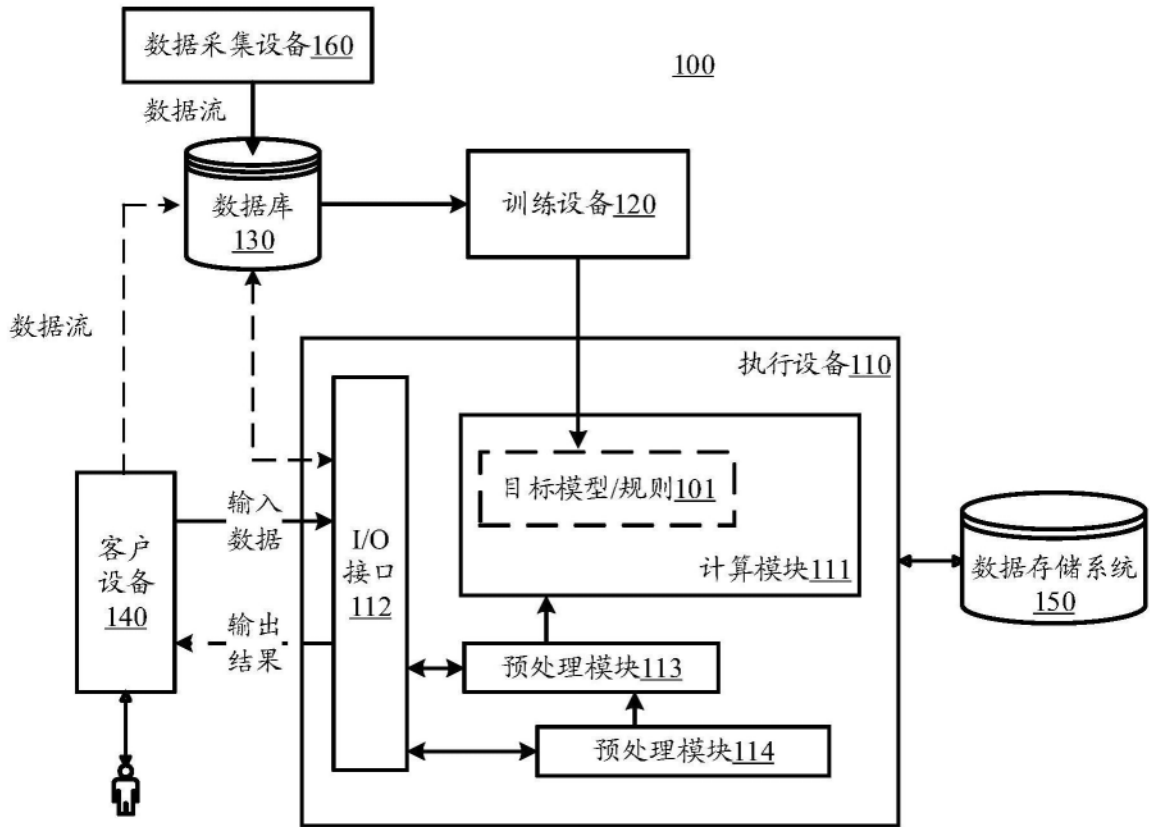 数据采集设备160
100
数据流
数据库
130
训练设备120
数据流
执行设备110
目标模型/规则101
计算模块111
输入
数据
I/O
接口
112
客户
设备
140
输出
结果
数据存储系统
150
预处理模块113
预处理模块114